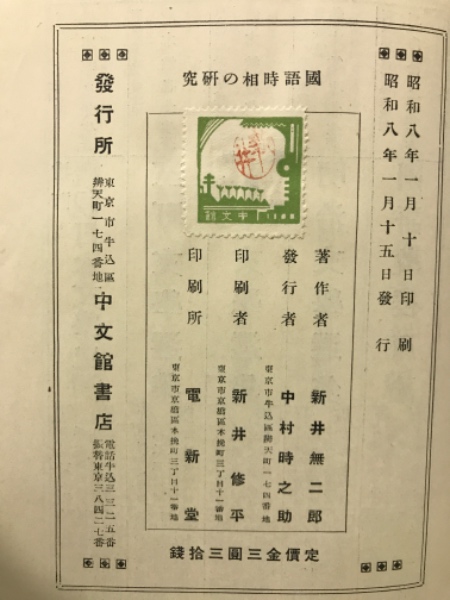 昭和八年一月十日印刷
昭和八年一月十五日發行
國語時相の硏究
中文館
著作者 新井無二郎
東京市牛込區辨天町一七四番地
發行者 中村時之助
東京市京橋區木挽町三丁目十一番地
印刷者 新井修平
東京市京橋區木挽町三丁目十一番地
印刷所 電新堂
定價金三圓三拾錢
發行所
東京市牛込區
辨天町一七四番地
中文館書店
電話牛込三三二五番
振替東京三八四二七番